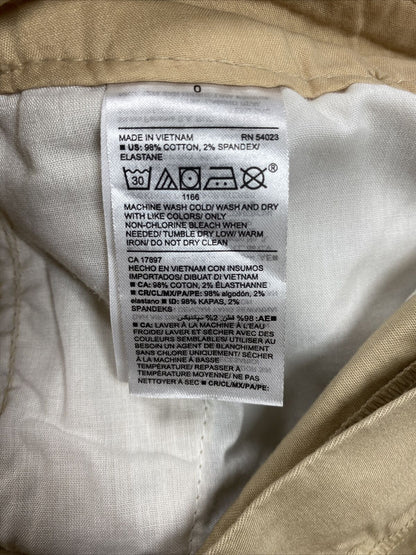 0
MADE IN VIETNAM RN 54023
■ US: 98% COTTON, 2% SPANDEX/
ELASTANE
30 ®
1166
MACHINE WASH COLD/ WASH AND DRY
WITH LIKE COLORS/ ONLY
NON-CHLORINE BLEACH WHEN
NEEDED/ TUMBLE DRY LOW/ WARM
IRON/ DO NOT DRY CLEAN
CA 17897
HECHO EN VIETNAM CON INSUMOS
IMPORTADOS/ DIBUAT DI VIETNAM
■ CA: 98% COTON, 2% ÉLASTHANNE/
■ CR/CL/MX/PA/PE: 98% algodón, 2%
elastano ■ ID: 98% KAPAS, 2%
SPANDEKS
■ AE: 98% قطن, 2% سبانديكس
■ CA: LAVER À LA MACHINE À L'EAU
FROIDE/ LAVER ET SÉCHER AVEC DES
COULEURS SEMBLABLES/ UTILISER AU
BESOIN UN AGENT DE BLANCHIMENT
SANS CHLORE UNIQUEMENT/ SÉCHER
À LA MACHINE À BASSE
TEMPÉRATURE/ REPASSER À
TEMPÉRATURE MOYENNE/ NE PAS
NETTOYER À SEC ■ CR/CL/MX/PA/PE: